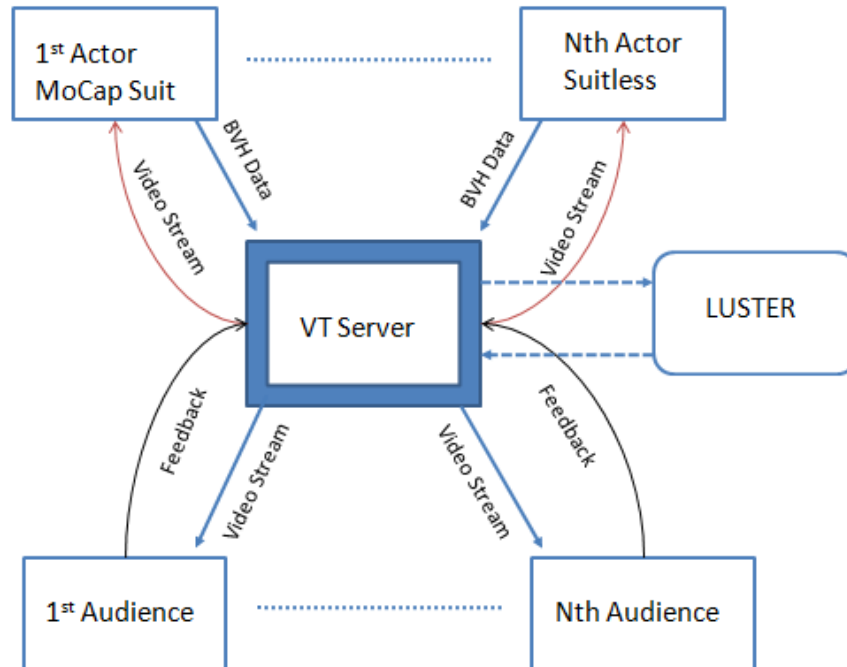 1st Actor
MoCap Suit
Nth Actor
Suitless
BVH Data
BVH Data
Video Stream
Video Stream
VT Server
LUSTER
Feedback
Video Stream
Video Stream
Feedback
1st Audience
Nth Audience